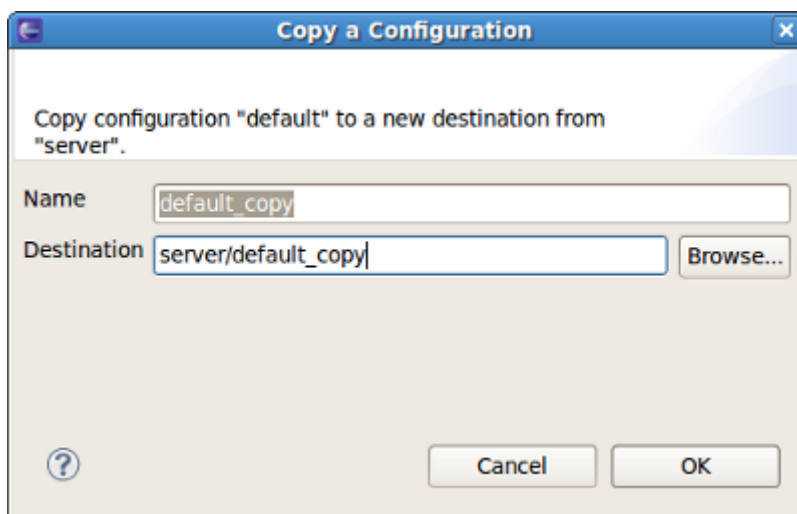 Copy a Configuration
Copy configuration "default" to a new destination from
"server".
Name default_copy
Destination server/default_copy Browse...
Cancel OK